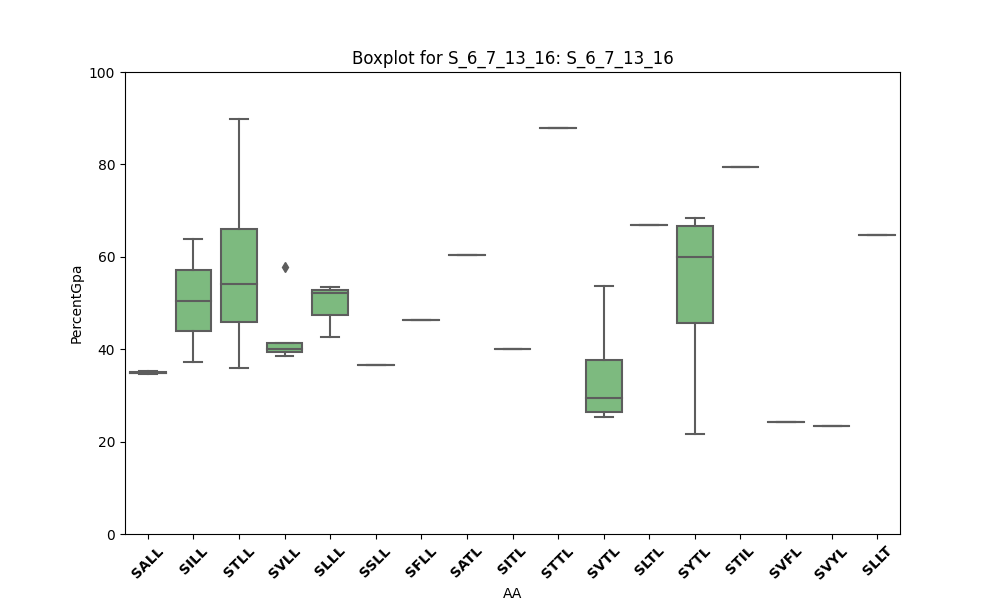 Boxplot for S_6_7_13_16: S_6_7_13_16
100
80
60
40
20
0
PercentGpa
SALL SILL STLL SVLL SLLL SSLL SFLL SATL SITL STTL SVTL SLTL SYTL STIL SVFL SVYL SLLT
AA